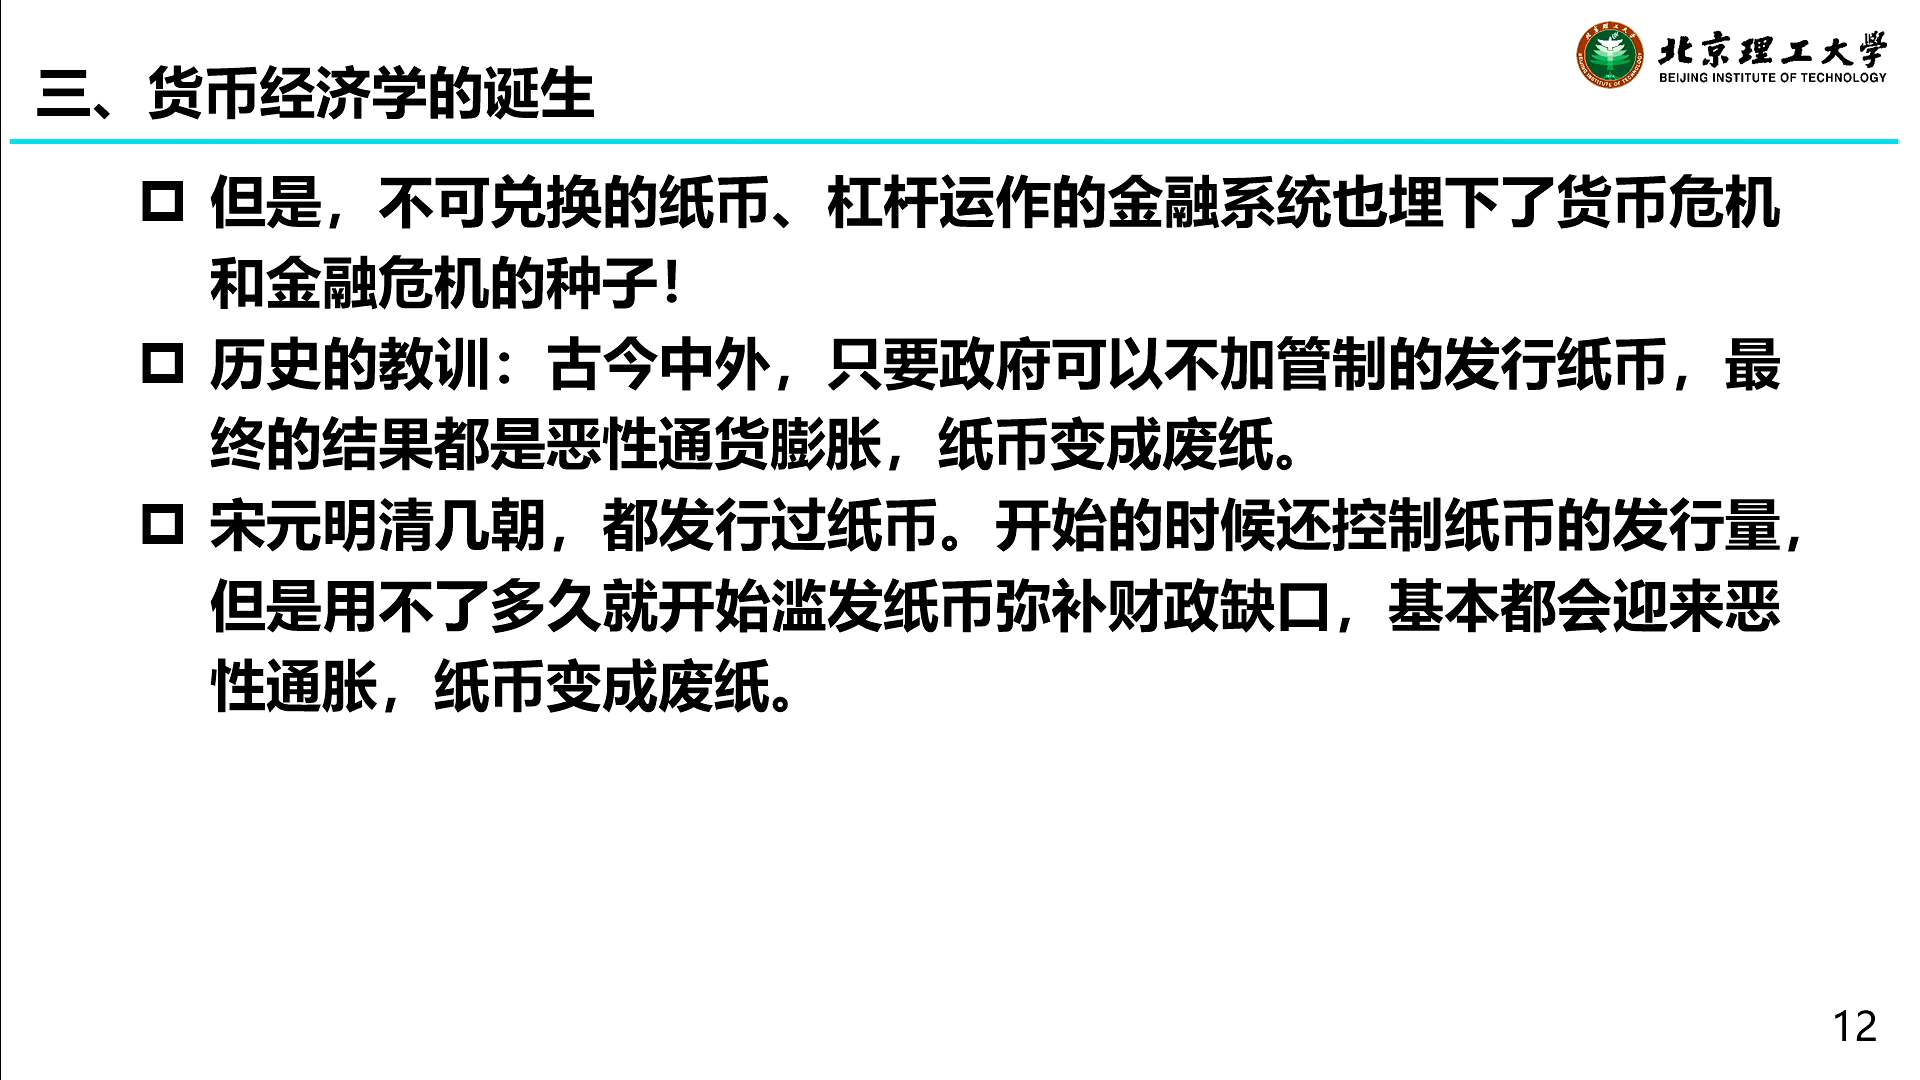 北京理工大学
BEIJING INSTITUTE OF TECHNOLOGY
三、货币经济学的诞生
但是，不可兑换的纸币、杠杆运作的金融系统也埋下了货币危机
和金融危机的种子！
历史的教训：古今中外，只要政府可以不加管制的发行纸币，最
终的结果都是恶性通货膨胀，纸币变成废纸。
宋元明清几朝，都发行过纸币。开始的时候还控制纸币的发行量，
但是用不了多久就开始滥发纸币弥补财政缺口，基本都会迎来恶
性通胀，纸币变成废纸。
12